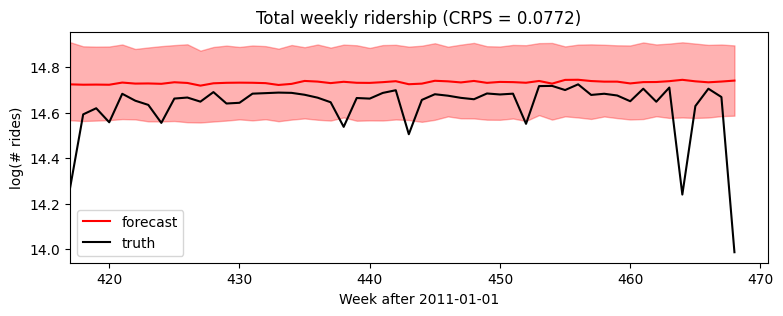 Total weekly ridership (CRPS = 0.0772)
log(# rides)
14.8
14.6
14.4
14.2
14.0
forecast
truth
420
430
440
450
460
470
Week after 2011-01-01